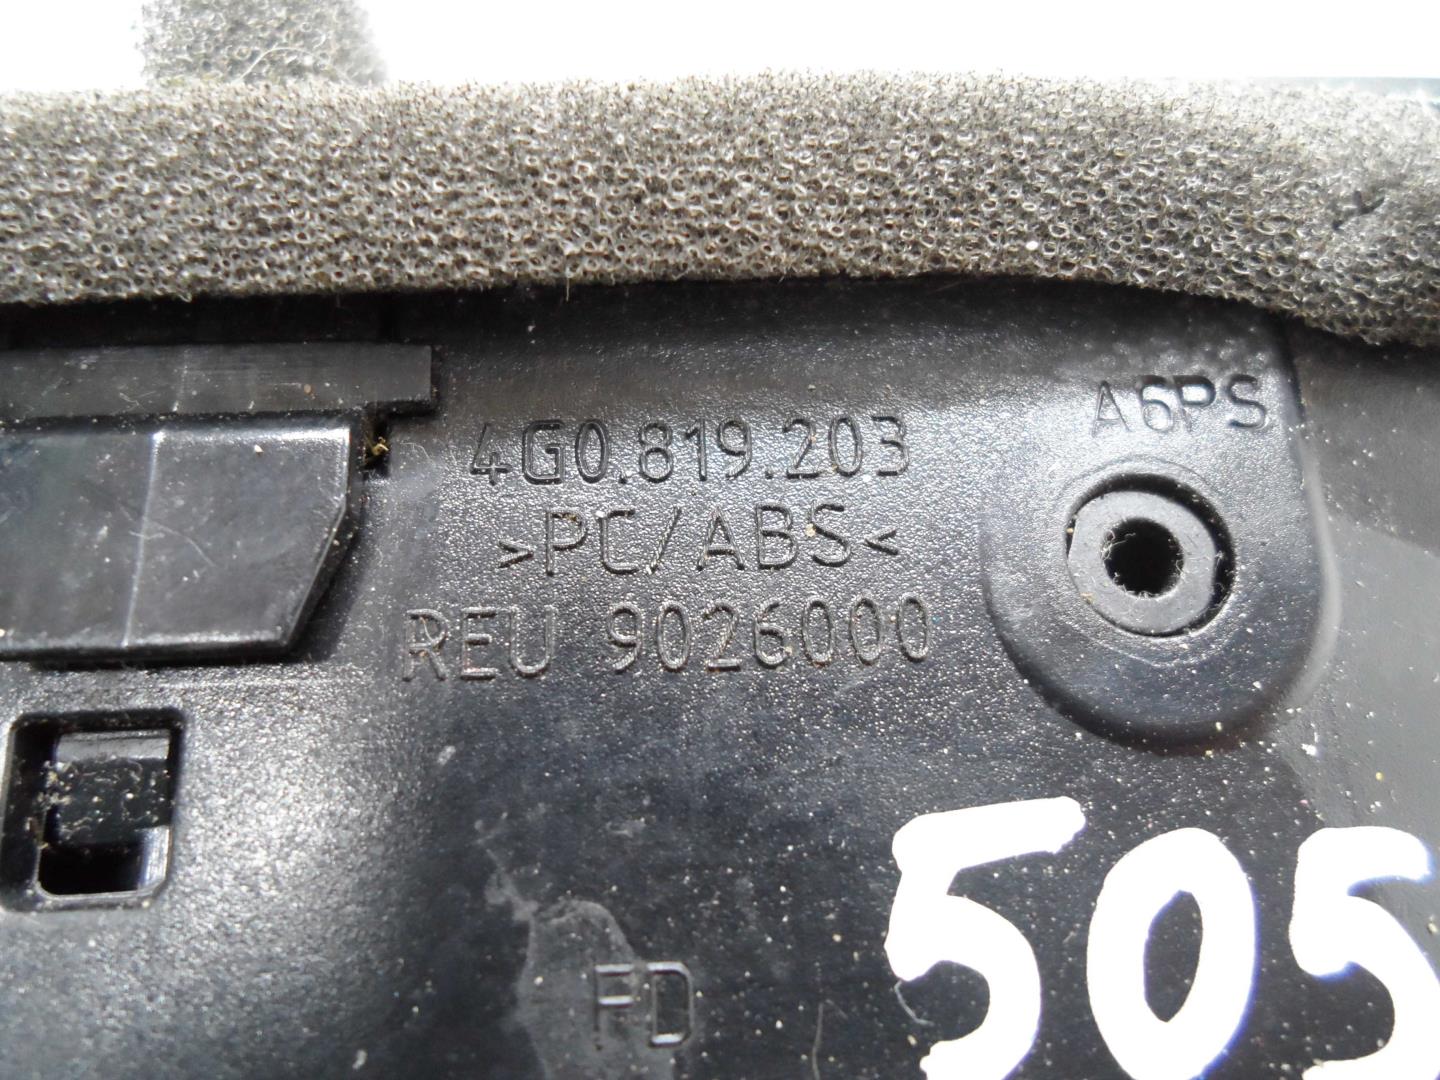 A6PS
4G0.819.203
>PC/ABS<
REU 9026000
505
FD